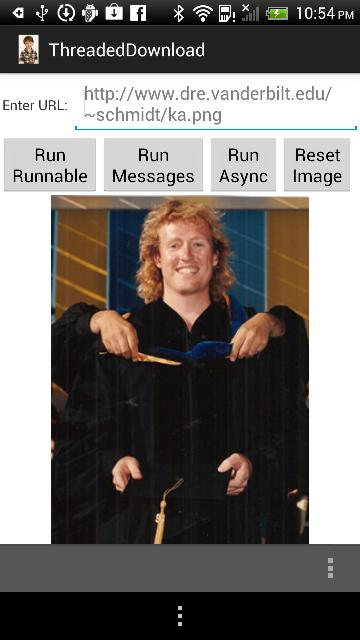 10:54 PM
ThreadedDownload
Enter URL:
http://www.dre.vanderbilt.edu/
~schmidt/ka.png
Run
Runnable
Run
Messages
Run
Async
Reset
Image